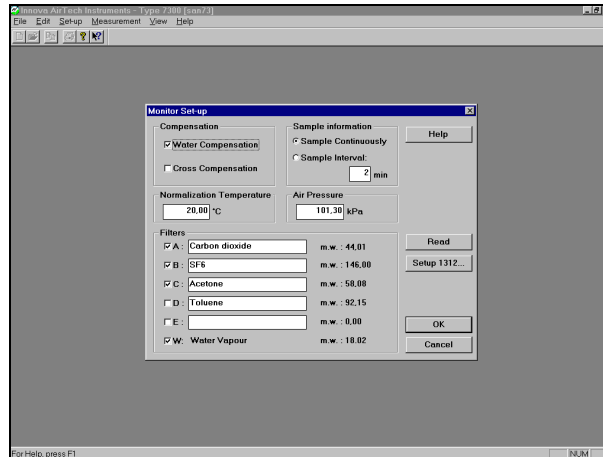 Innova AirTech Instruments - Type 7300 [san73]
File Edit Set-up Measurement View Help
Monitor Set-up
Compensation
Water Compensation
Cross Compensation
Sample information
Sample Continuously
Sample Interval:
2 min
Help
Normalization Temperature
20,00 °C
Air Pressure
101,30 kPa
Filters
A : Carbon dioxide m.w. : 44,01
B : SF6 m.w. : 146,00
C : Acetone m.w. : 58,08
D : Toluene m.w. : 92,15
E : m.w. : 0,00
W: Water Vapour m.w. : 18.02
Read
Setup 1312...
OK
Cancel
For Help, press F1
NUM